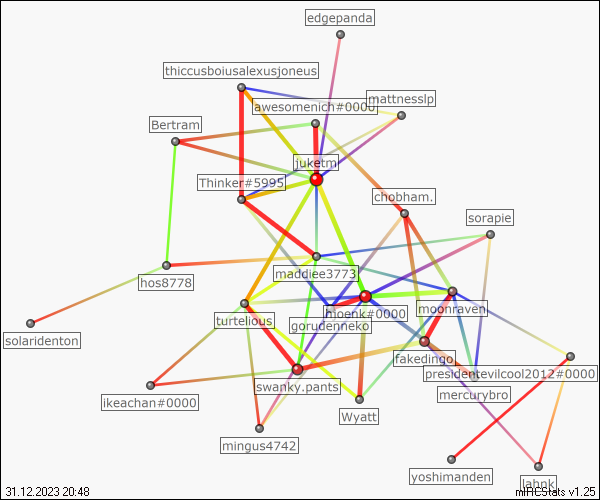 edgepanda
thiccusboiusalexusjoneus
mattnesslp
awesomenich#0000
Bertram
juketm
Thinker#5995
chobham.
sorapie
maddiee3773
hos8778
moonraven
hioenk#0000
gorudenneko
turtelious
solaridenton
fakedingo
presidentevilcool2012#0000
swanky.pants
mercurybro
ikeachan#0000
Wyatt
mingus4742
yoshimanden
lahnk
31.12.2023 20:48
mIRCStats v1.25